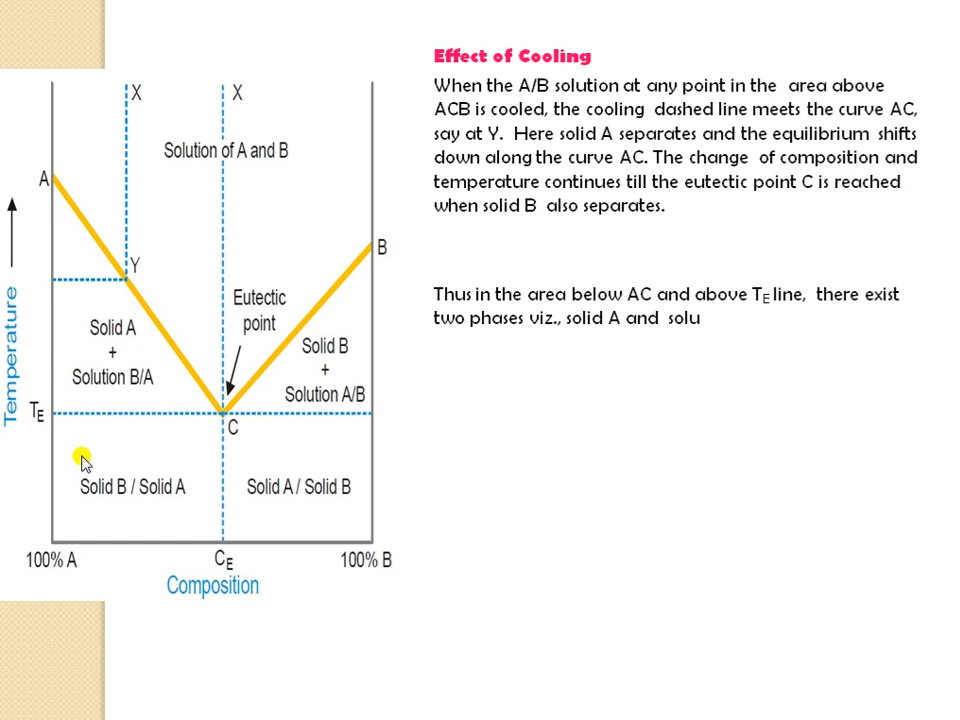 Effect of Cooling
When the A/B solution at any point in the area above
ACB is cooled, the cooling dashed line meets the curve AC,
say at Y. Here solid A separates and the equilibrium shifts
down along the curve AC. The change of composition and
temperature continues till the eutectic point C is reached
when solid B also separates.
Thus in the area below AC and above TE line, there exist
two phases viz., solid A and solu
X
X
Solution of A and B
A
B
Y
Eutectic
point
Solid A
+
Solution B/A
Solid B
+
Solution A/B
Temperature
TE
C
Solid B / Solid A
Solid A / Solid B
100% A
CE
100% B
Composition